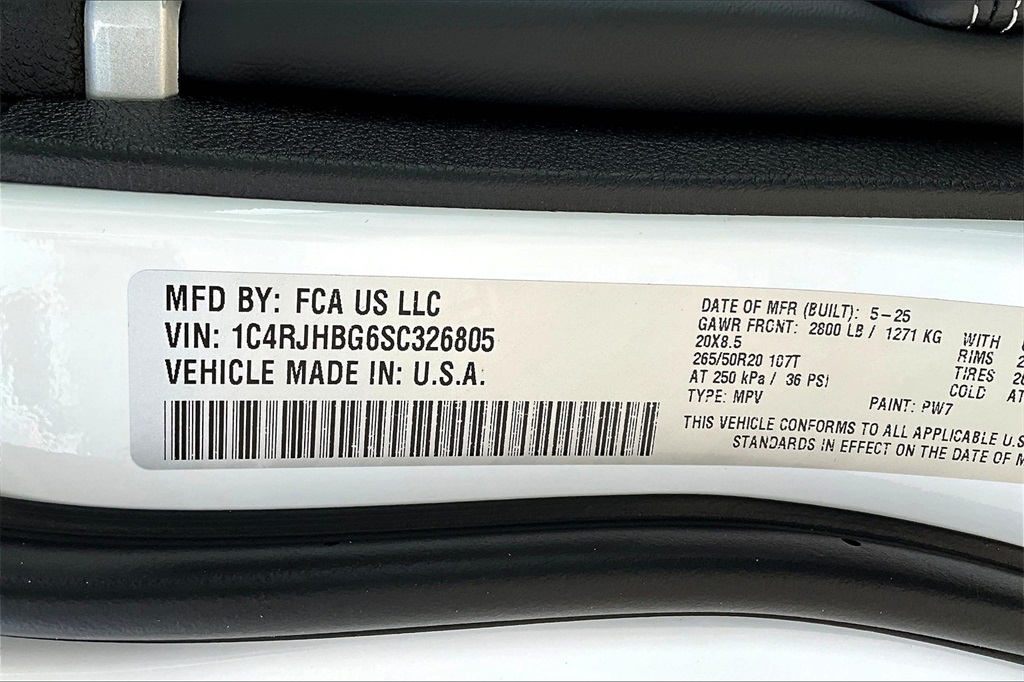 MFD BY: FCA US LLC
VIN: 1C4RJHBG6SC326805
VEHICLE MADE IN: U.S.A.
DATE OF MFR (BUILT): 5-25
GAWR FRONT: 2800 LB / 1271 KG WITH
20X8.5 RIMS
265/50R20 107T TIRES
AT 250 kPa / 36 PSI COLD AT
TYPE: MPV PAINT: PW7
THIS VEHICLE CONFORMS TO ALL APPLICABLE U.S
STANDARDS IN EFFECT ON THE DATE OF M